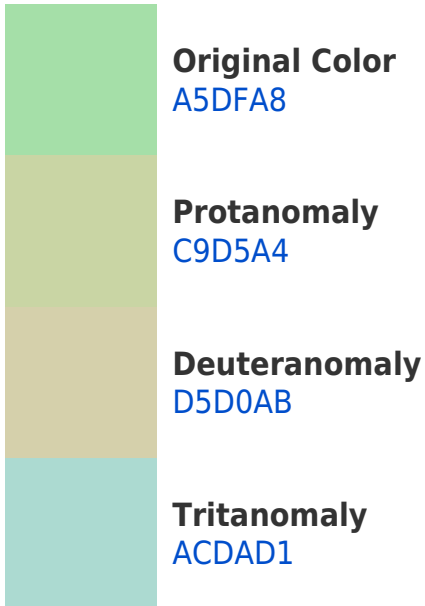 Original Color
A5DFA8
Protanomaly
C9D5A4
Deuteranomaly
D5D0AB
Tritanomaly
ACDAD1